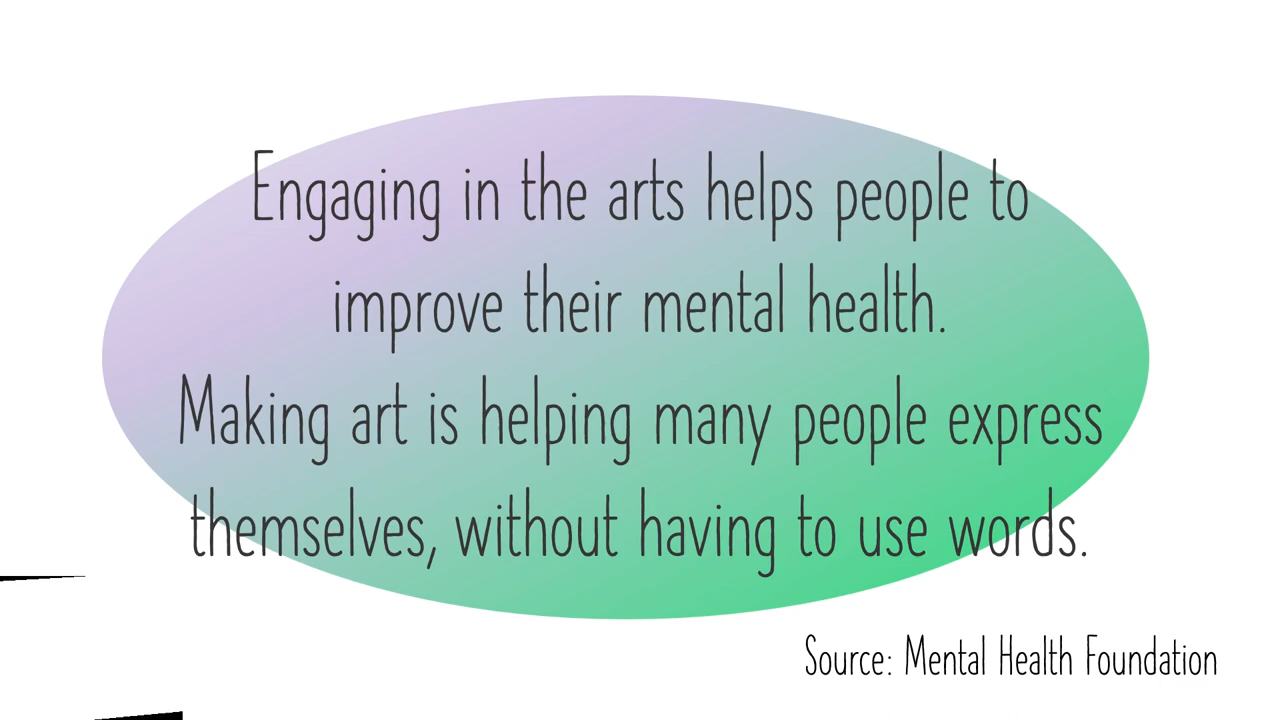 Engaging in the arts helps people to
improve their mental health.
Making art is helping many people express
themselves, without having to use words.
Source: Mental Health Foundation